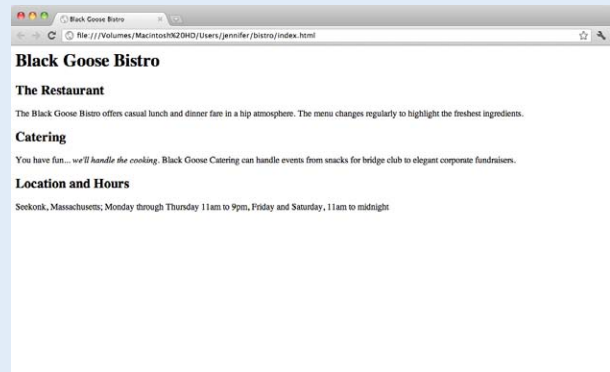 Black Goose Bistro
file:///Volumes/Macintosh%20HD/Users/jennifer/bistro/index.html
Black Goose Bistro
The Restaurant
The Black Goose Bistro offers casual lunch and dinner fare in a hip atmosphere. The menu changes regularly to highlight the freshest ingredients.
Catering
You have fun... we'll handle the cooking. Black Goose Catering can handle events from snacks for bridge club to elegant corporate fundraisers.
Location and Hours
Seekonk, Massachusetts; Monday through Thursday 11am to 9pm, Friday and Saturday, 11am to midnight